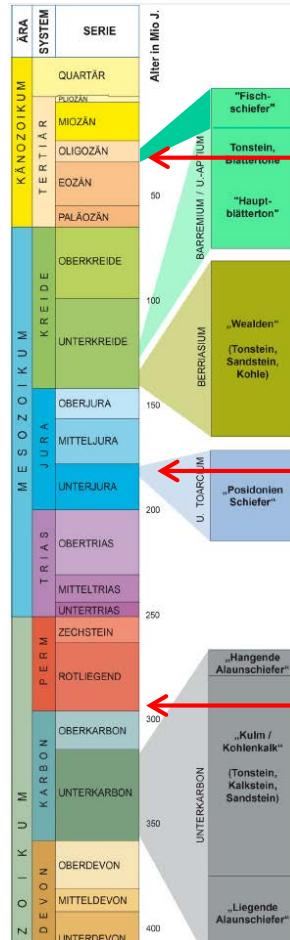 ÄRA
SYSTEM
SERIE
Alter in Mio J.
KÄNOZOIKUM
MESOZOIKUM
ZOIKUM
TERTIÄR
KREIDE
JURA
TRIAS
PERM
KARBON
DEVON
QUARTÄR
PLIOZÄN
MIOZÄN
OLIGOZÄN
EOZÄN
PALÄOZÄN
OBERKREIDE
UNTERKREIDE
OBERJURA
MITTELJURA
UNTERJURA
OBERTRIAS
MITTELTRIAS
UNTERTRIAS
ZECHSTEIN
ROTLIEGEND
OBERKARBON
UNTERKARBON
OBERDEVON
MITTELDEVON
UNTERDEVON
50
100
150
200
250
300
350
400
BARREMIUM / U.-APTIUM
"Fisch-
schiefer"
Tonstein,
Blättertone
"Haupt-
blätterton"
BERRIASIUM
„Wealden“
(Tonstein,
Sandstein,
Kohle)
U. TOARCIUM
„Posidonien
Schiefer“
UNTERKARBON
„Hangende
Alaunschiefer“
„Kulm /
Kohlenkalk“
(Tonstein,
Kalkstein,
Sandstein)
„Liegende
Alaunschiefer“